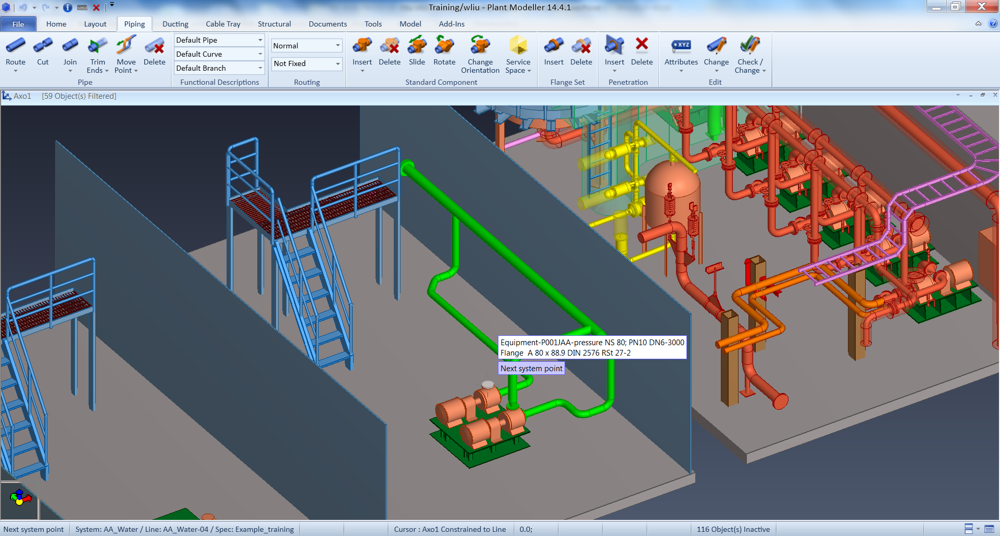 Training/wliu - Plant Modeller 14.4.1
File
Home
Layout
Piping
Ducting
Cable Tray
Structural
Documents
Tools
Model
Add-Ins
Route
Cut
Join
Trim
Ends
Move
Point
Delete
Pipe
Default Pipe
Default Curve
Default Branch
Functional Descriptions
Normal
Not Fixed
Routing
Insert
Delete
Slide
Rotate
Change
Orientation
Service
Space
Standard Component
Insert
Delete
Flange Set
Insert
Delete
Penetration
XYZ
Attributes
Change
Check /
Change
Edit
Axo1 [59 Object(s) Filtered]
Equipment-P001JAA-pressure NS 80; PN10 DN6-3000
Flange A 80 x 88.9 DIN 2576 RSt 27-2
Next system point
Next system point
System: AA_Water / Line: AA_Water-04 / Spec: Example_training
Cursor : Axo1 Constrained to Line
0.0;
116 Object(s) Inactive